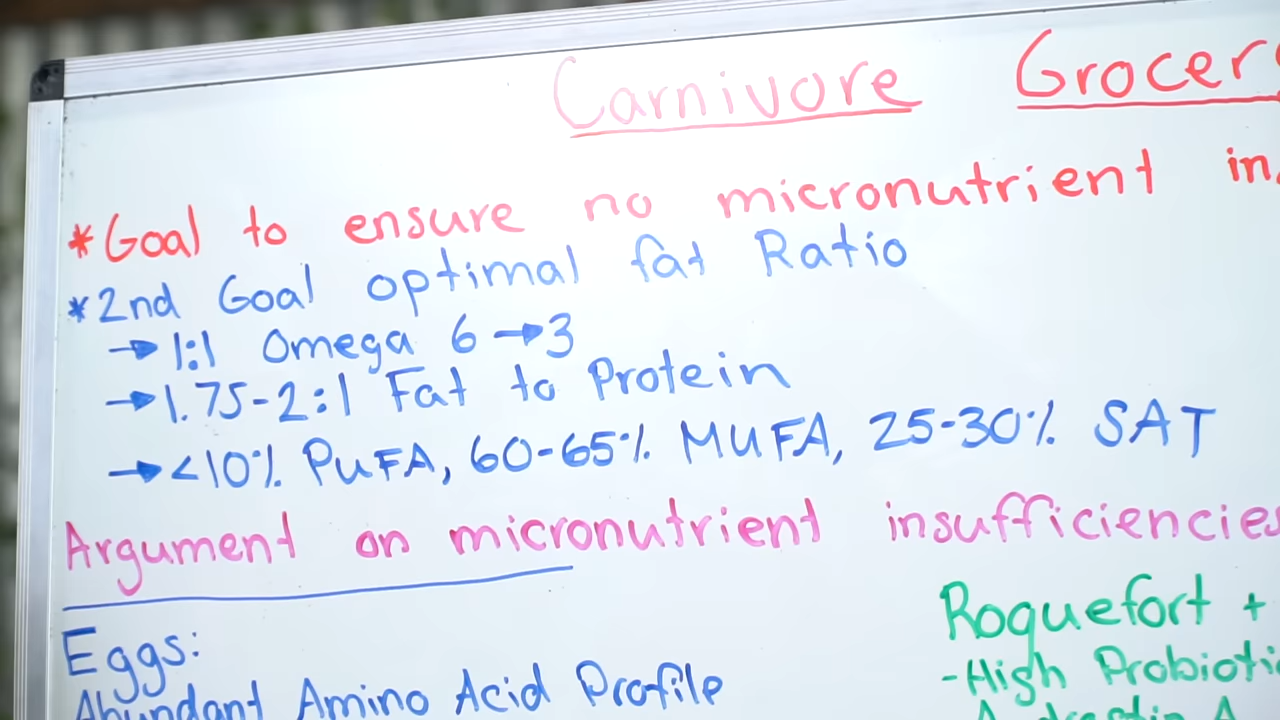 Carnivore Grocer
*Goal to ensure no micronutrient in
*2nd Goal optimal fat Ratio
→1:1 Omega 6→3
→1.75-2:1 Fat to Protein
→<10% PUFA, 60-65% MUFA, 25-30% SAT
Argument on micronutrient insufficiencies
Eggs:
Abundant Amino Acid Profile
Roquefort +
-High Probioti